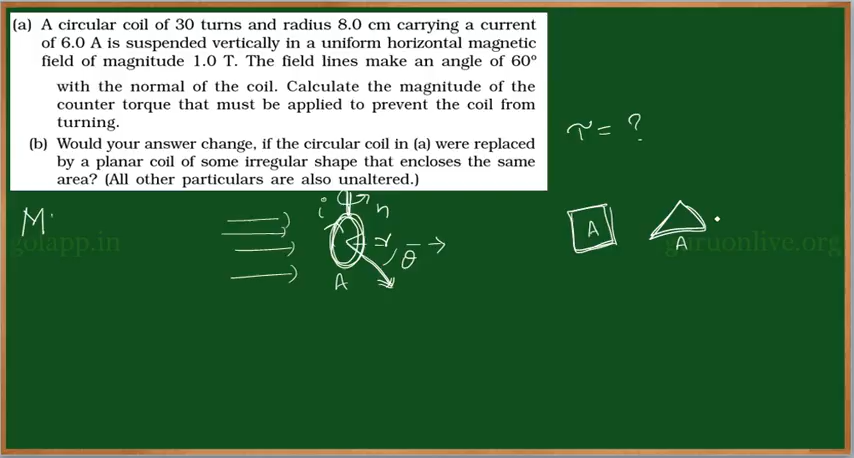 (a) A circular coil of 30 turns and radius 8.0 cm carrying a current
of 6.0 A is suspended vertically in a uniform horizontal magnetic
field of magnitude 1.0 T. The field lines make an angle of 60°
with the normal of the coil. Calculate the magnitude of the
counter torque that must be applied to prevent the coil from
turning.
(b) Would your answer change, if the circular coil in (a) were replaced
by a planar coil of some irregular shape that encloses the same
area? (All other particulars are also unaltered.)
τ = ?
M
i n
r θ
A
A
A
golapp.in
guruonlive.org